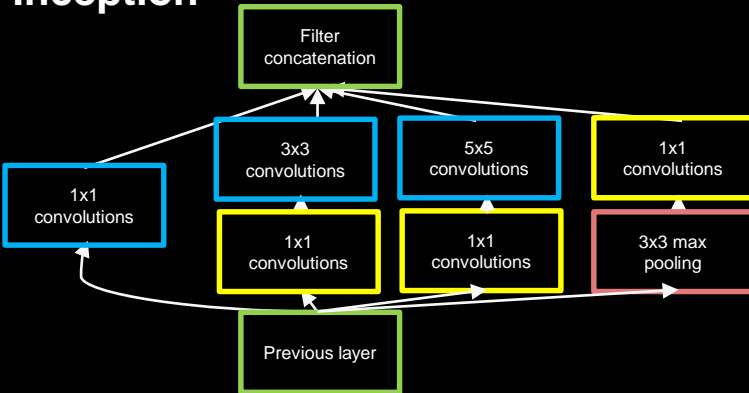 Inception
Filter
concatenation
3x3
convolutions
5x5
convolutions
1x1
convolutions
1x1
convolutions
1x1
convolutions
1x1
convolutions
3x3 max
pooling
Previous layer